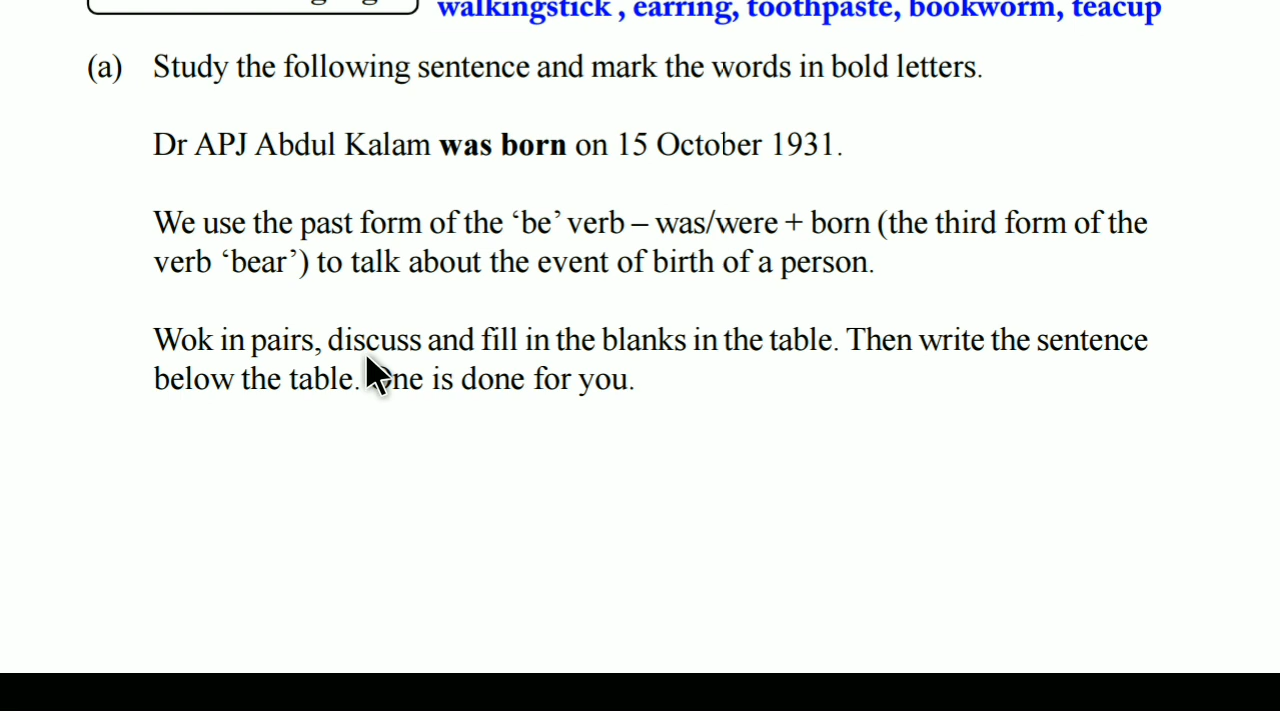 walkingstick , earring, toothpaste, bookworm, teacup
(a) Study the following sentence and mark the words in bold letters.
Dr APJ Abdul Kalam was born on 15 October 1931.
We use the past form of the ‘be’ verb – was/were + born (the third form of the
verb ‘bear’) to talk about the event of birth of a person.
Wok in pairs, discuss and fill in the blanks in the table. Then write the sentence
below the table. One is done for you.